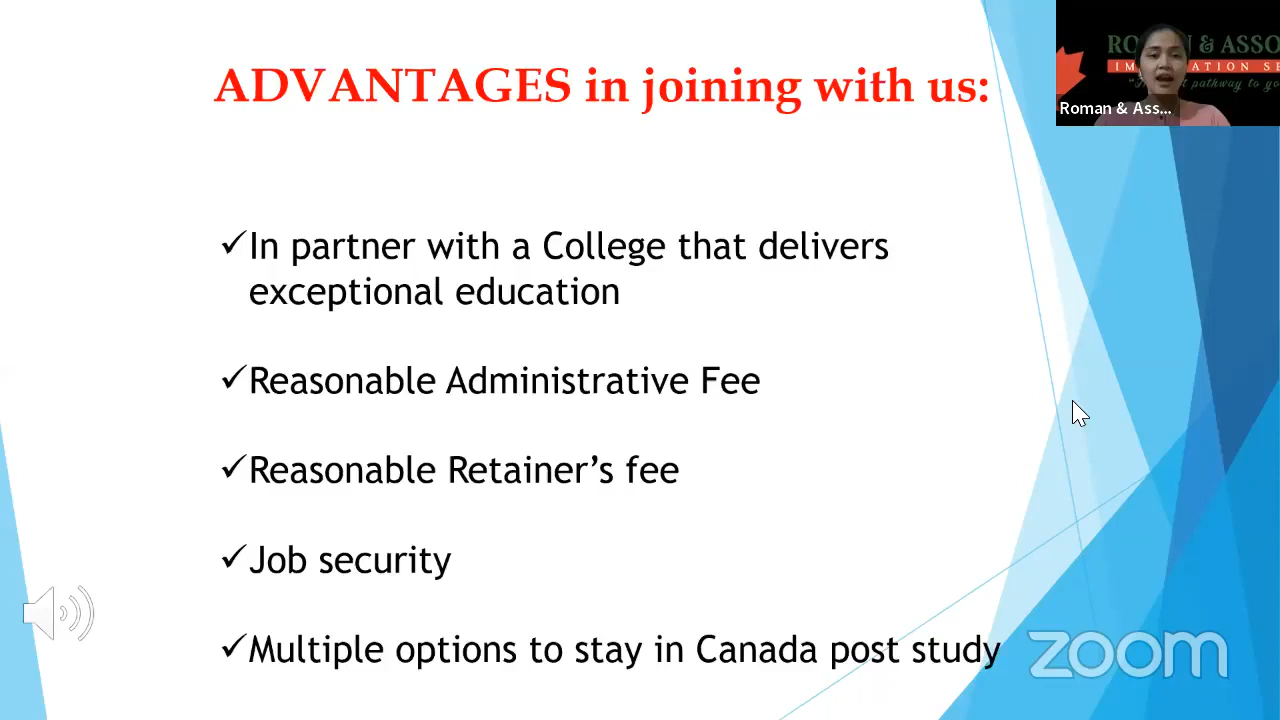 ADVANTAGES in joining with us:
✓In partner with a College that delivers
exceptional education
✓Reasonable Administrative Fee
✓Reasonable Retainer’s fee
✓Job security
✓Multiple options to stay in Canada post study
& ASSO
Roman & Ass...
zoom